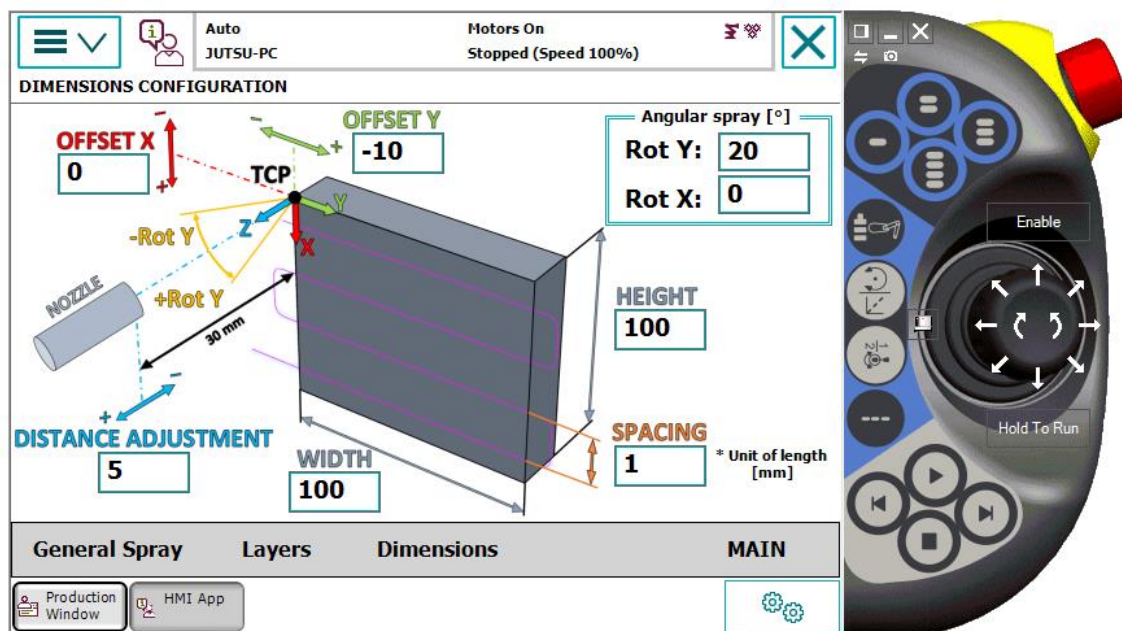 Auto
JUTSU-PC
Motors On
Stopped (Speed 100%)
DIMENSIONS CONFIGURATION
OFFSET X
0
OFFSET Y
-10
Angular spray [°]
Rot Y: 20
Rot X: 0
TCP
Z
Y
X
-Rot Y
+Rot Y
NOZZLE
30 mm
HEIGHT
100
DISTANCE ADJUSTMENT
5
WIDTH
100
SPACING
1
* Unit of length
[mm]
General Spray
Layers
Dimensions
MAIN
Production
Window
HMI App
Enable
Hold To Run